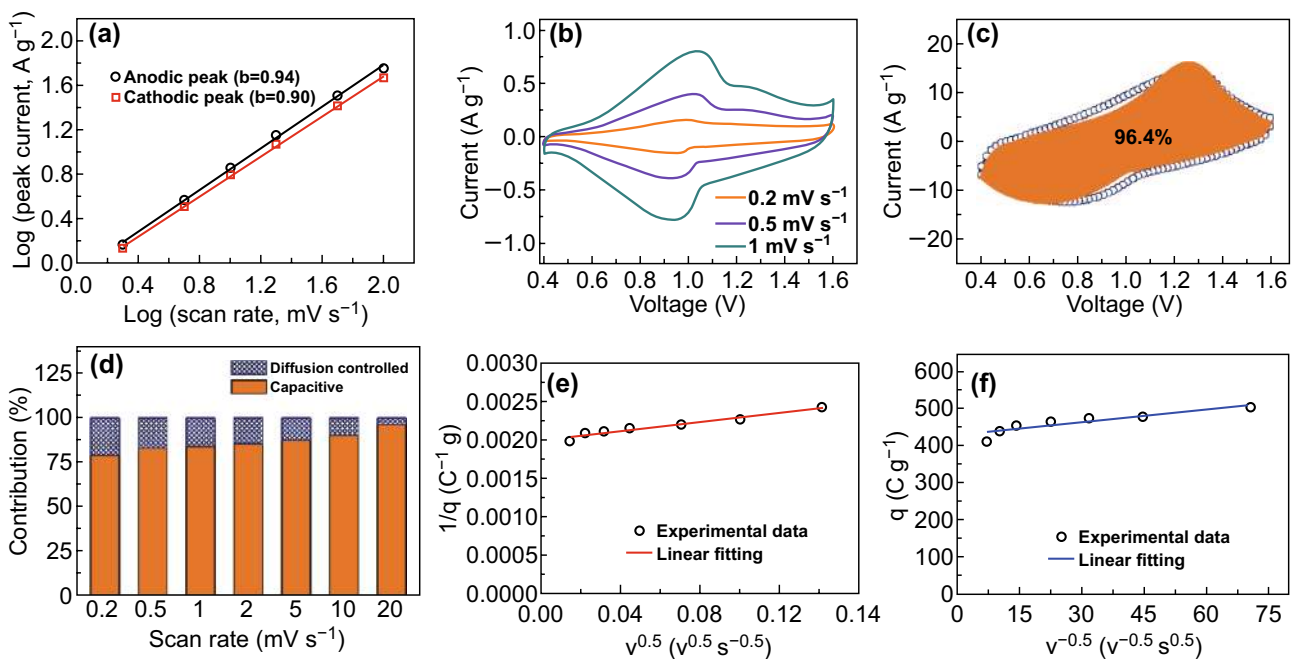 (a)
Log (peak current, A g⁻¹)
2.0
1.6
1.2
0.8
0.4
0.0
Anodic peak (b=0.94)
Cathodic peak (b=0.90)
0.0 0.4 0.8 1.2 1.6 2.0
Log (scan rate, mV s⁻¹)
(b)
Current (A g⁻¹)
1.0
0.5
0.0
−0.5
−1.0
0.2 mV s⁻¹
0.5 mV s⁻¹
1 mV s⁻¹
0.4 0.6 0.8 1.0 1.2 1.4 1.6
Voltage (V)
(c)
Current (A g⁻¹)
20
10
0
−10
−20
96.4%
0.4 0.6 0.8 1.0 1.2 1.4 1.6
Voltage (V)
(d)
Contribution (%)
125
100
75
50
25
0
Diffusion controlled
Capacitive
0.2 0.5 1 2 5 10 20
Scan rate (mV s⁻¹)
(e)
1/q (C⁻¹ g)
0.0030
0.0025
0.0020
0.0015
0.0010
0.0005
0.0000
Experimental data
Linear fitting
0.00 0.04 0.08 0.12 0.14
v⁰·⁵ (v⁰·⁵ s⁻⁰·⁵)
(f)
q (C g⁻¹)
600
500
400
300
200
100
0
Experimental data
Linear fitting
0 15 30 45 60 75
v⁻⁰·⁵ (v⁻⁰·⁵ s⁰·⁵)